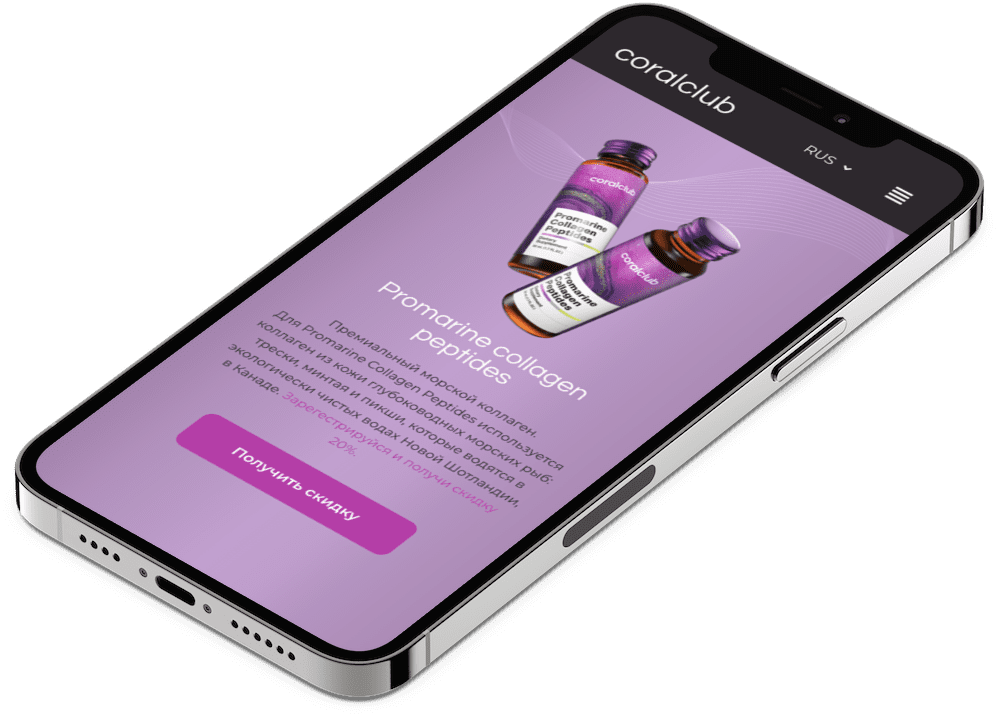 coralclub
RUS
coralclub
Promarine
Collagen
Peptides
Dietary
Supplement
coralclub
Promarine
Collagen
Peptides
Promarine collagen
peptides
Премиальный морской коллаген.
Для Promarine Collagen Peptides используется
коллаген из кожи глубоководных морских рыб:
трески, минтая и пикши, которые водятся в
экологически чистых водах Новой Шотландии,
в Канаде. Зарегестрируйся и получи скидку
20%.
Получить скидку